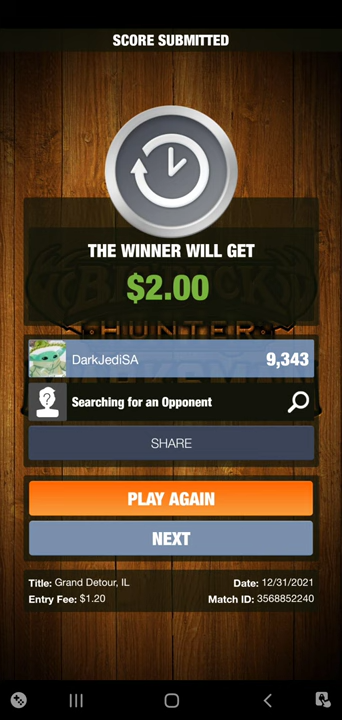 SCORE SUBMITTED
THE WINNER WILL GET
$2.00
HUNTER
DarkJediSA 9,343
Searching for an Opponent
SHARE
PLAY AGAIN
NEXT
Title: Grand Detour, IL Date: 12/31/2021
Entry Fee: $1.20 Match ID: 3568852240